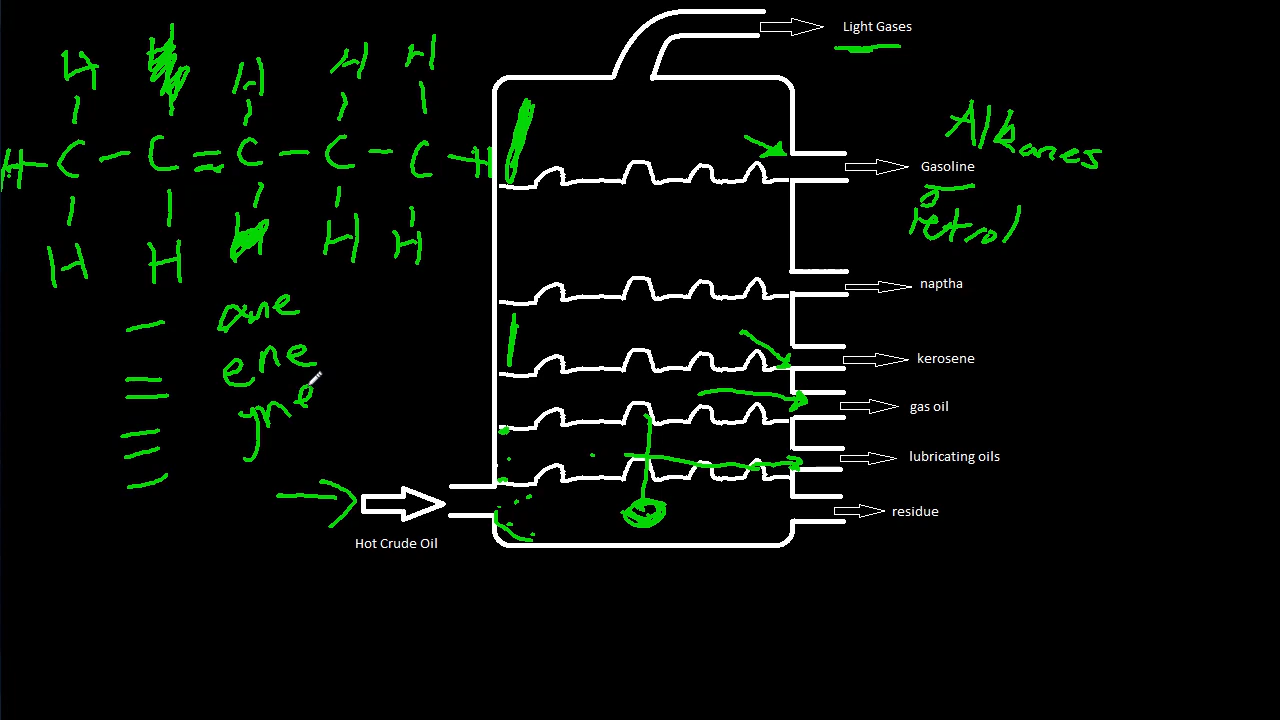 Light Gases
H H H H
H-C-C=C-C-C-H
H H H H
Alkanes
Gasoline
Petrol
naptha
- ane
= ene
≡ yne
kerosene
gas oil
lubricating oils
residue
Hot Crude Oil